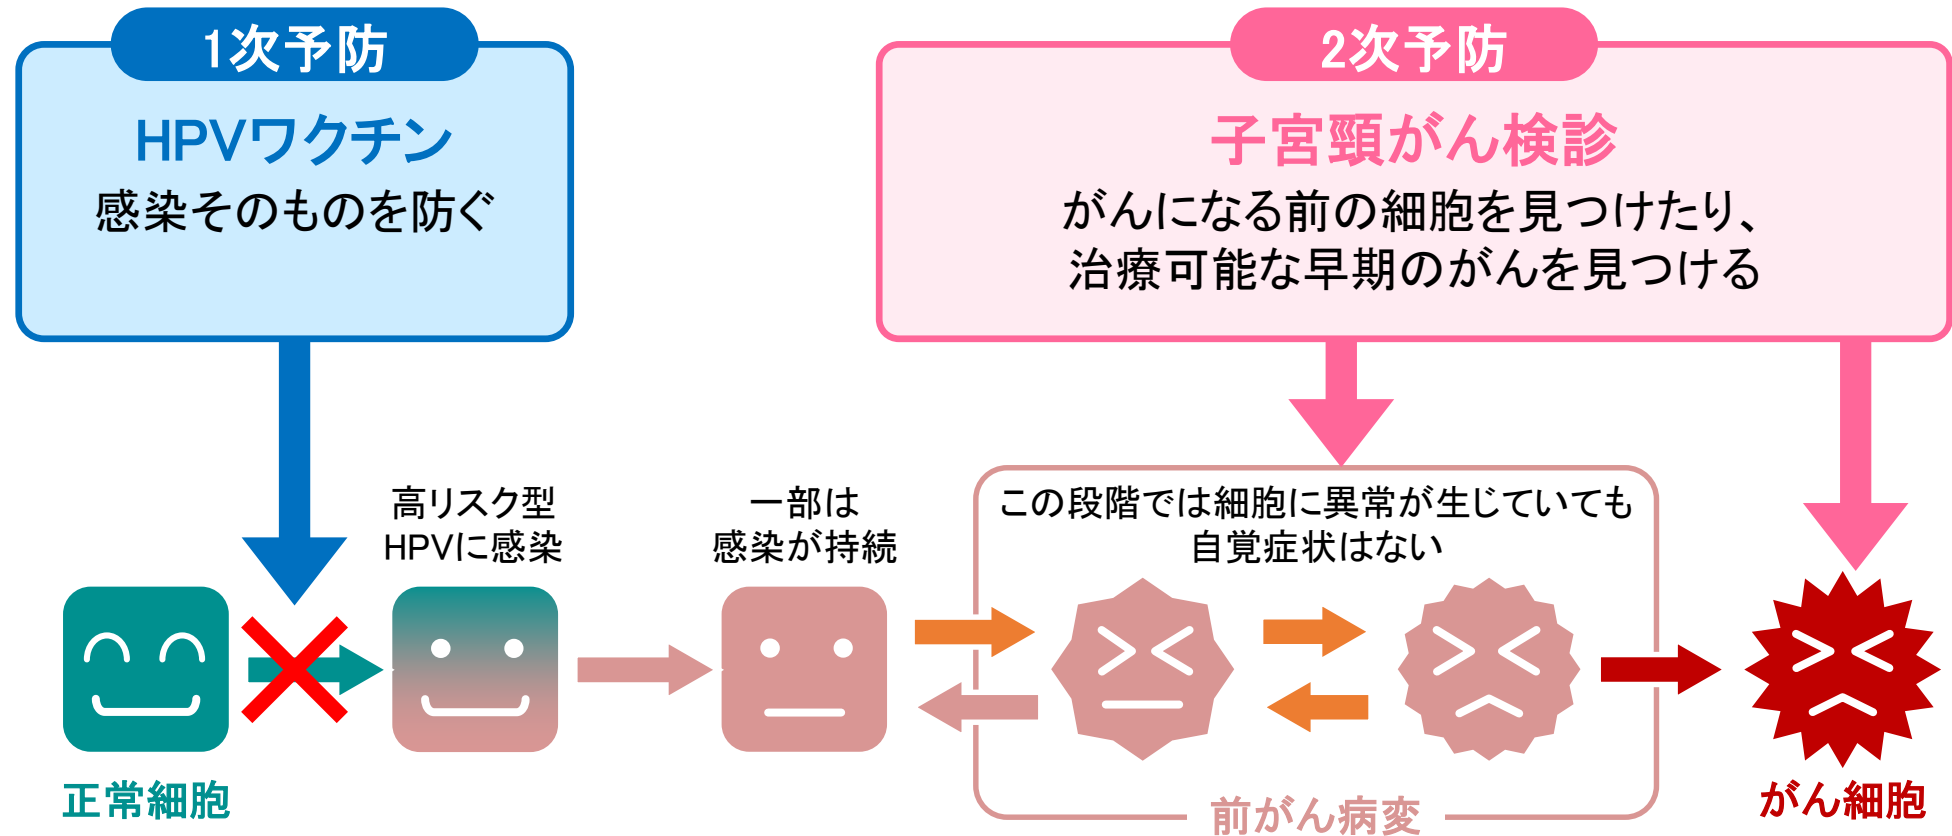 1次予防
HPVワクチン
感染そのものを防ぐ
2次予防
子宮頸がん検診
がんになる前の細胞を見つけたり、
治療可能な早期のがんを見つける
高リスク型
HPVに感染
一部は
感染が持続
この段階では細胞に異常が生じていても
自覚症状はない
正常細胞
前がん病変
がん細胞